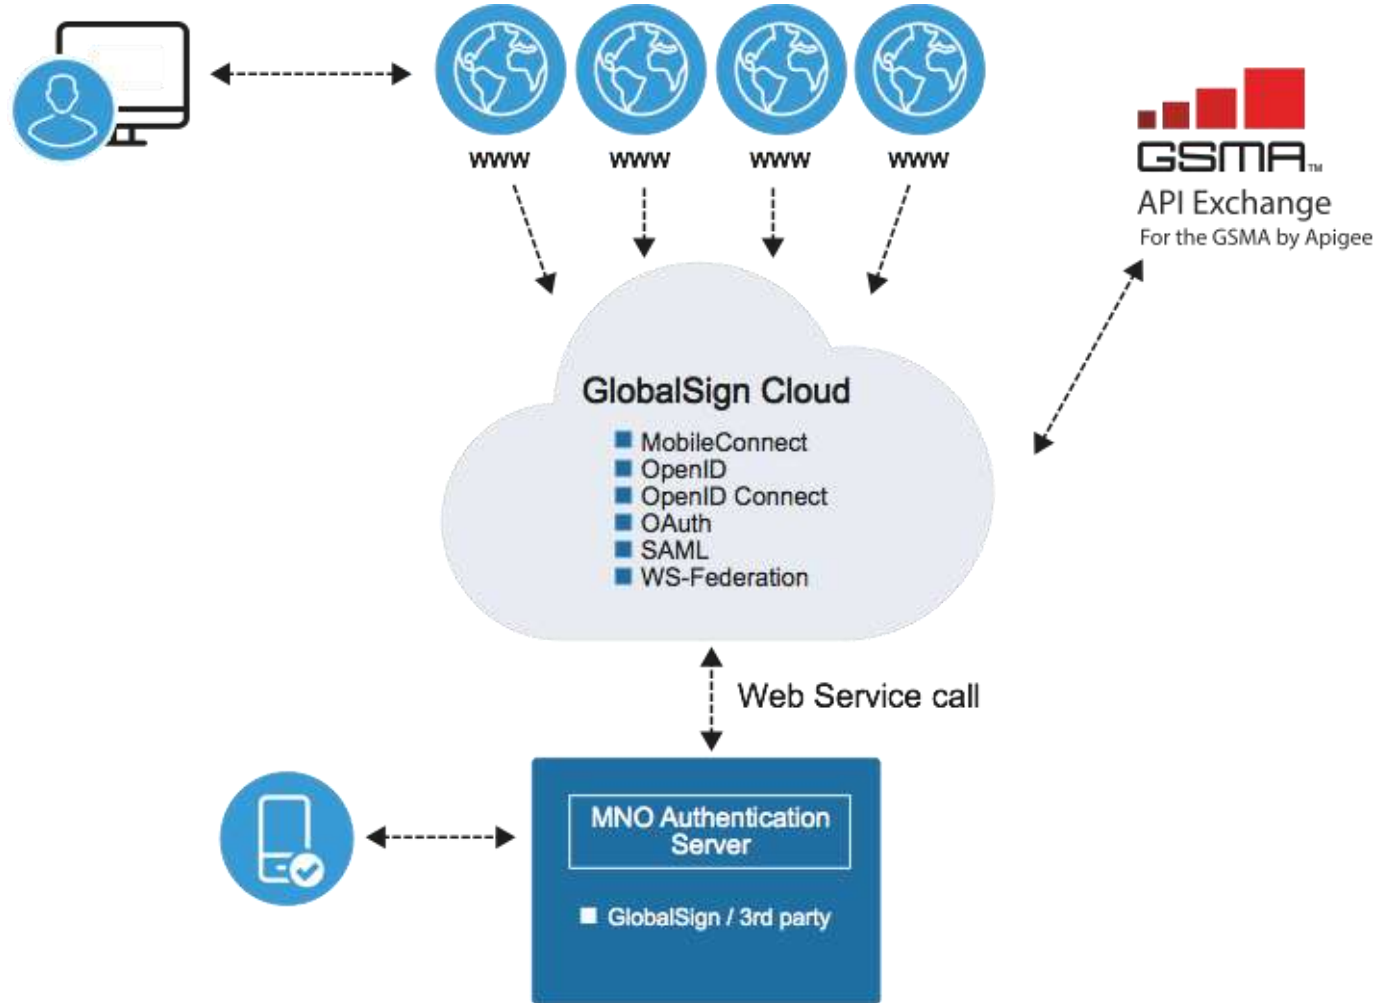 www
www
www
www
GSMA™
API Exchange
For the GSMA by Apigee
GlobalSign Cloud
MobileConnect
OpenID
OpenID Connect
OAuth
SAML
WS-Federation
Web Service call
MNO Authentication
Server
GlobalSign / 3rd party